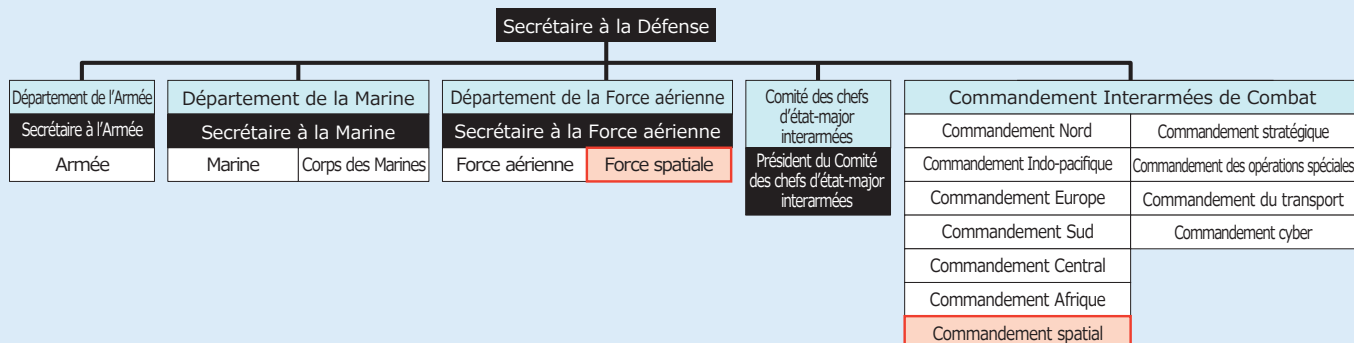 Secrétaire à la Défense
Département de l'Armée
Secrétaire à l'Armée
Armée
Département de la Marine
Secrétaire à la Marine
Marine
Corps des Marines
Département de la Force aérienne
Secrétaire à la Force aérienne
Force aérienne
Force spatiale
Comité des chefs
d'état-major
interarmées
Président du Comité
des chefs d'état-major
interarmées
Commandement Interarmées de Combat
Commandement Nord
Commandement Indo-pacifique
Commandement Europe
Commandement Sud
Commandement Central
Commandement Afrique
Commandement spatial
Commandement stratégique
Commandement des opérations spéciales
Commandement du transport
Commandement cyber